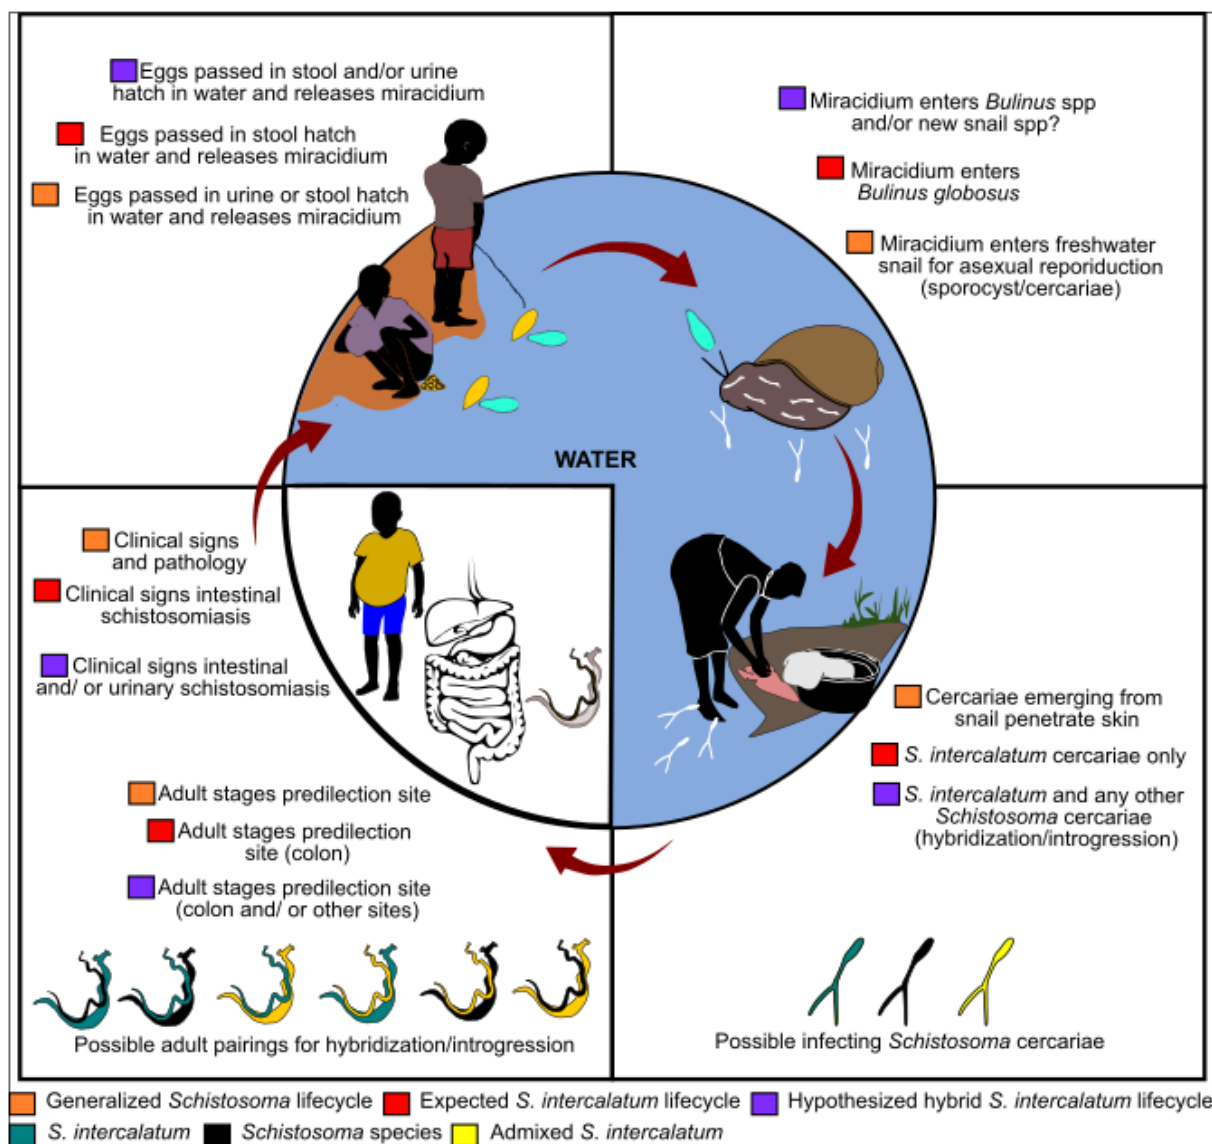 Eggs passed in stool and/or urine
hatch in water and releases miracidium
Eggs passed in stool hatch
in water and releases miracidium
Eggs passed in urine or stool hatch
in water and releases miracidium
Miracidium enters Bulinus spp
and/or new snail spp?
Miracidium enters
Bulinus globosus
Miracidium enters freshwater
snail for asexual reporiduction
(sporocyst/cercariae)
WATER
Clinical signs
and pathology
Clinical signs intestinal
schistosomiasis
Clinical signs intestinal
and/ or urinary schistosomiasis
Adult stages predilection site
Adult stages predilection
site (colon)
Adult stages predilection site
(colon and/ or other sites)
Possible adult pairings for hybridization/introgression
Cercariae emerging from
snail penetrate skin
S. intercalatum cercariae only
S. intercalatum and any other
Schistosoma cercariae
(hybridization/introgression)
Possible infecting Schistosoma cercariae
Generalized Schistosoma lifecycle Expected S. intercalatum lifecycle Hypothesized hybrid S. intercalatum lifecycle
S. intercalatum Schistosoma species Admixed S. intercalatum